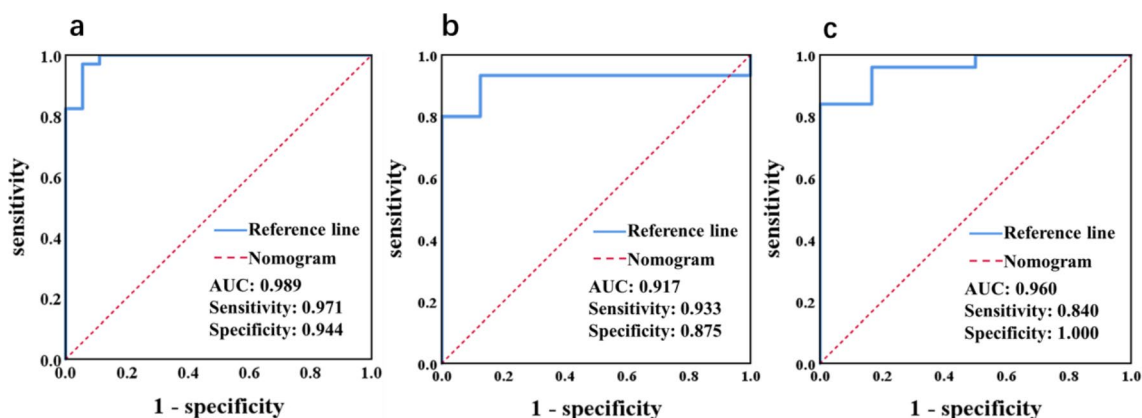 a
1.0
0.8
0.6
0.4
0.2
0.0
sensitivity
Reference line
Nomogram
AUC: 0.989
Sensitivity: 0.971
Specificity: 0.944
0.0 0.2 0.4 0.6 0.8 1.0
1 - specificity
b
1.0
0.8
0.6
0.4
0.2
0.0
sensitivity
Reference line
Nomogram
AUC: 0.917
Sensitivity: 0.933
Specificity: 0.875
0.0 0.2 0.4 0.6 0.8 1.0
1 - specificity
c
1.0
0.8
0.6
0.4
0.2
0.0
sensitivity
Reference line
Nomogram
AUC: 0.960
Sensitivity: 0.840
Specificity: 1.000
0.0 0.2 0.4 0.6 0.8 1.0
1 - specificity